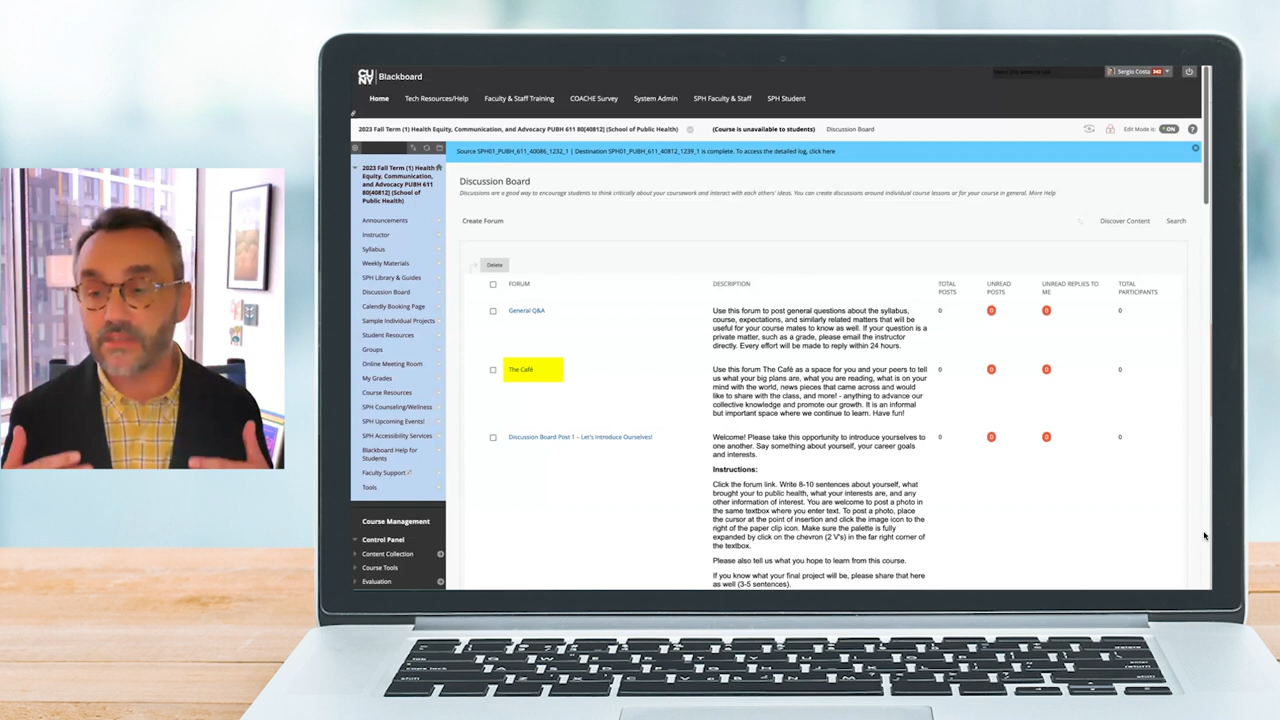 CUNY Blackboard
Sergio Costa 342
Home Tech Resources/Help Faculty & Staff Training COACHE Survey System Admin SPH Faculty & Staff SPH Student
2023 Fall Term (1) Health Equity, Communication, and Advocacy PUBH 611 80[40812] (School of Public Health) (Course is unavailable to students) Discussion Board Edit Mode is: ON ?
Source SPH01_PUBH_611_40086_1232_1 | Destination SPH01_PUBH_611_40812_1239_1 is complete. To access the detailed log, click here
2023 Fall Term (1) Health
Equity, Communication,
and Advocacy PUBH 611
80[40812] (School of
Public Health)
Announcements
Instructor
Syllabus
Weekly Materials
SPH Library & Guides
Discussion Board
Calendly Booking Page
Sample Individual Projects
Student Resources
Groups
Online Meeting Room
My Grades
Course Resources
SPH Counseling/Wellness
SPH Upcoming Events!
SPH Accessibility Services
Blackboard Help for
Students
Faculty Support
Tools
Course Management
Control Panel
Content Collection
Course Tools
Evaluation
Discussion Board
Discussions are a good way to encourage students to think critically about your coursework and interact with each others' ideas. You can create discussions around individual course lessons or for your course in general. More Help
Create Forum Discover Content Search
Delete
FORUM DESCRIPTION TOTAL POSTS UNREAD POSTS UNREAD REPLIES TO ME TOTAL PARTICIPANTS
General Q&A
Use this forum to post general questions about the syllabus,
course, expectations, and similarly related matters that will be
useful for your course mates to know as well. If your question is a
private matter, such as a grade, please email the instructor
directly. Every effort will be made to reply within 24 hours.
0 0 0 0
The Café
Use this forum The Café as a space for you and your peers to tell
us what your big plans are, what you are reading, what is on your
mind with the world, news pieces that came across and would
like to share with the class, and more! - anything to advance our
collective knowledge and promote our growth. It is an informal
but important space where we continue to learn. Have fun!
0 0 0 0
Discussion Board Post 1 – Let's Introduce Ourselves!
Welcome! Please take this opportunity to introduce yourselves to
one another. Say something about yourself, your career goals
and interests.
0 0 0 0
Instructions:
Click the forum link. Write 8-10 sentences about yourself, what
brought your to public health, what your interests are, and any
other information of interest. You are welcome to post a photo in
the same textbox where you enter text. To post a photo, place
the cursor at the point of insertion and click the image icon to the
right of the paper clip icon. Make sure the palette is fully
expanded by click on the chevron (2 V's) in the far right corner of
the textbox.
Please also tell us what you hope to learn from this course.
If you know what your final project will be, please share that here
as well (3-5 sentences).